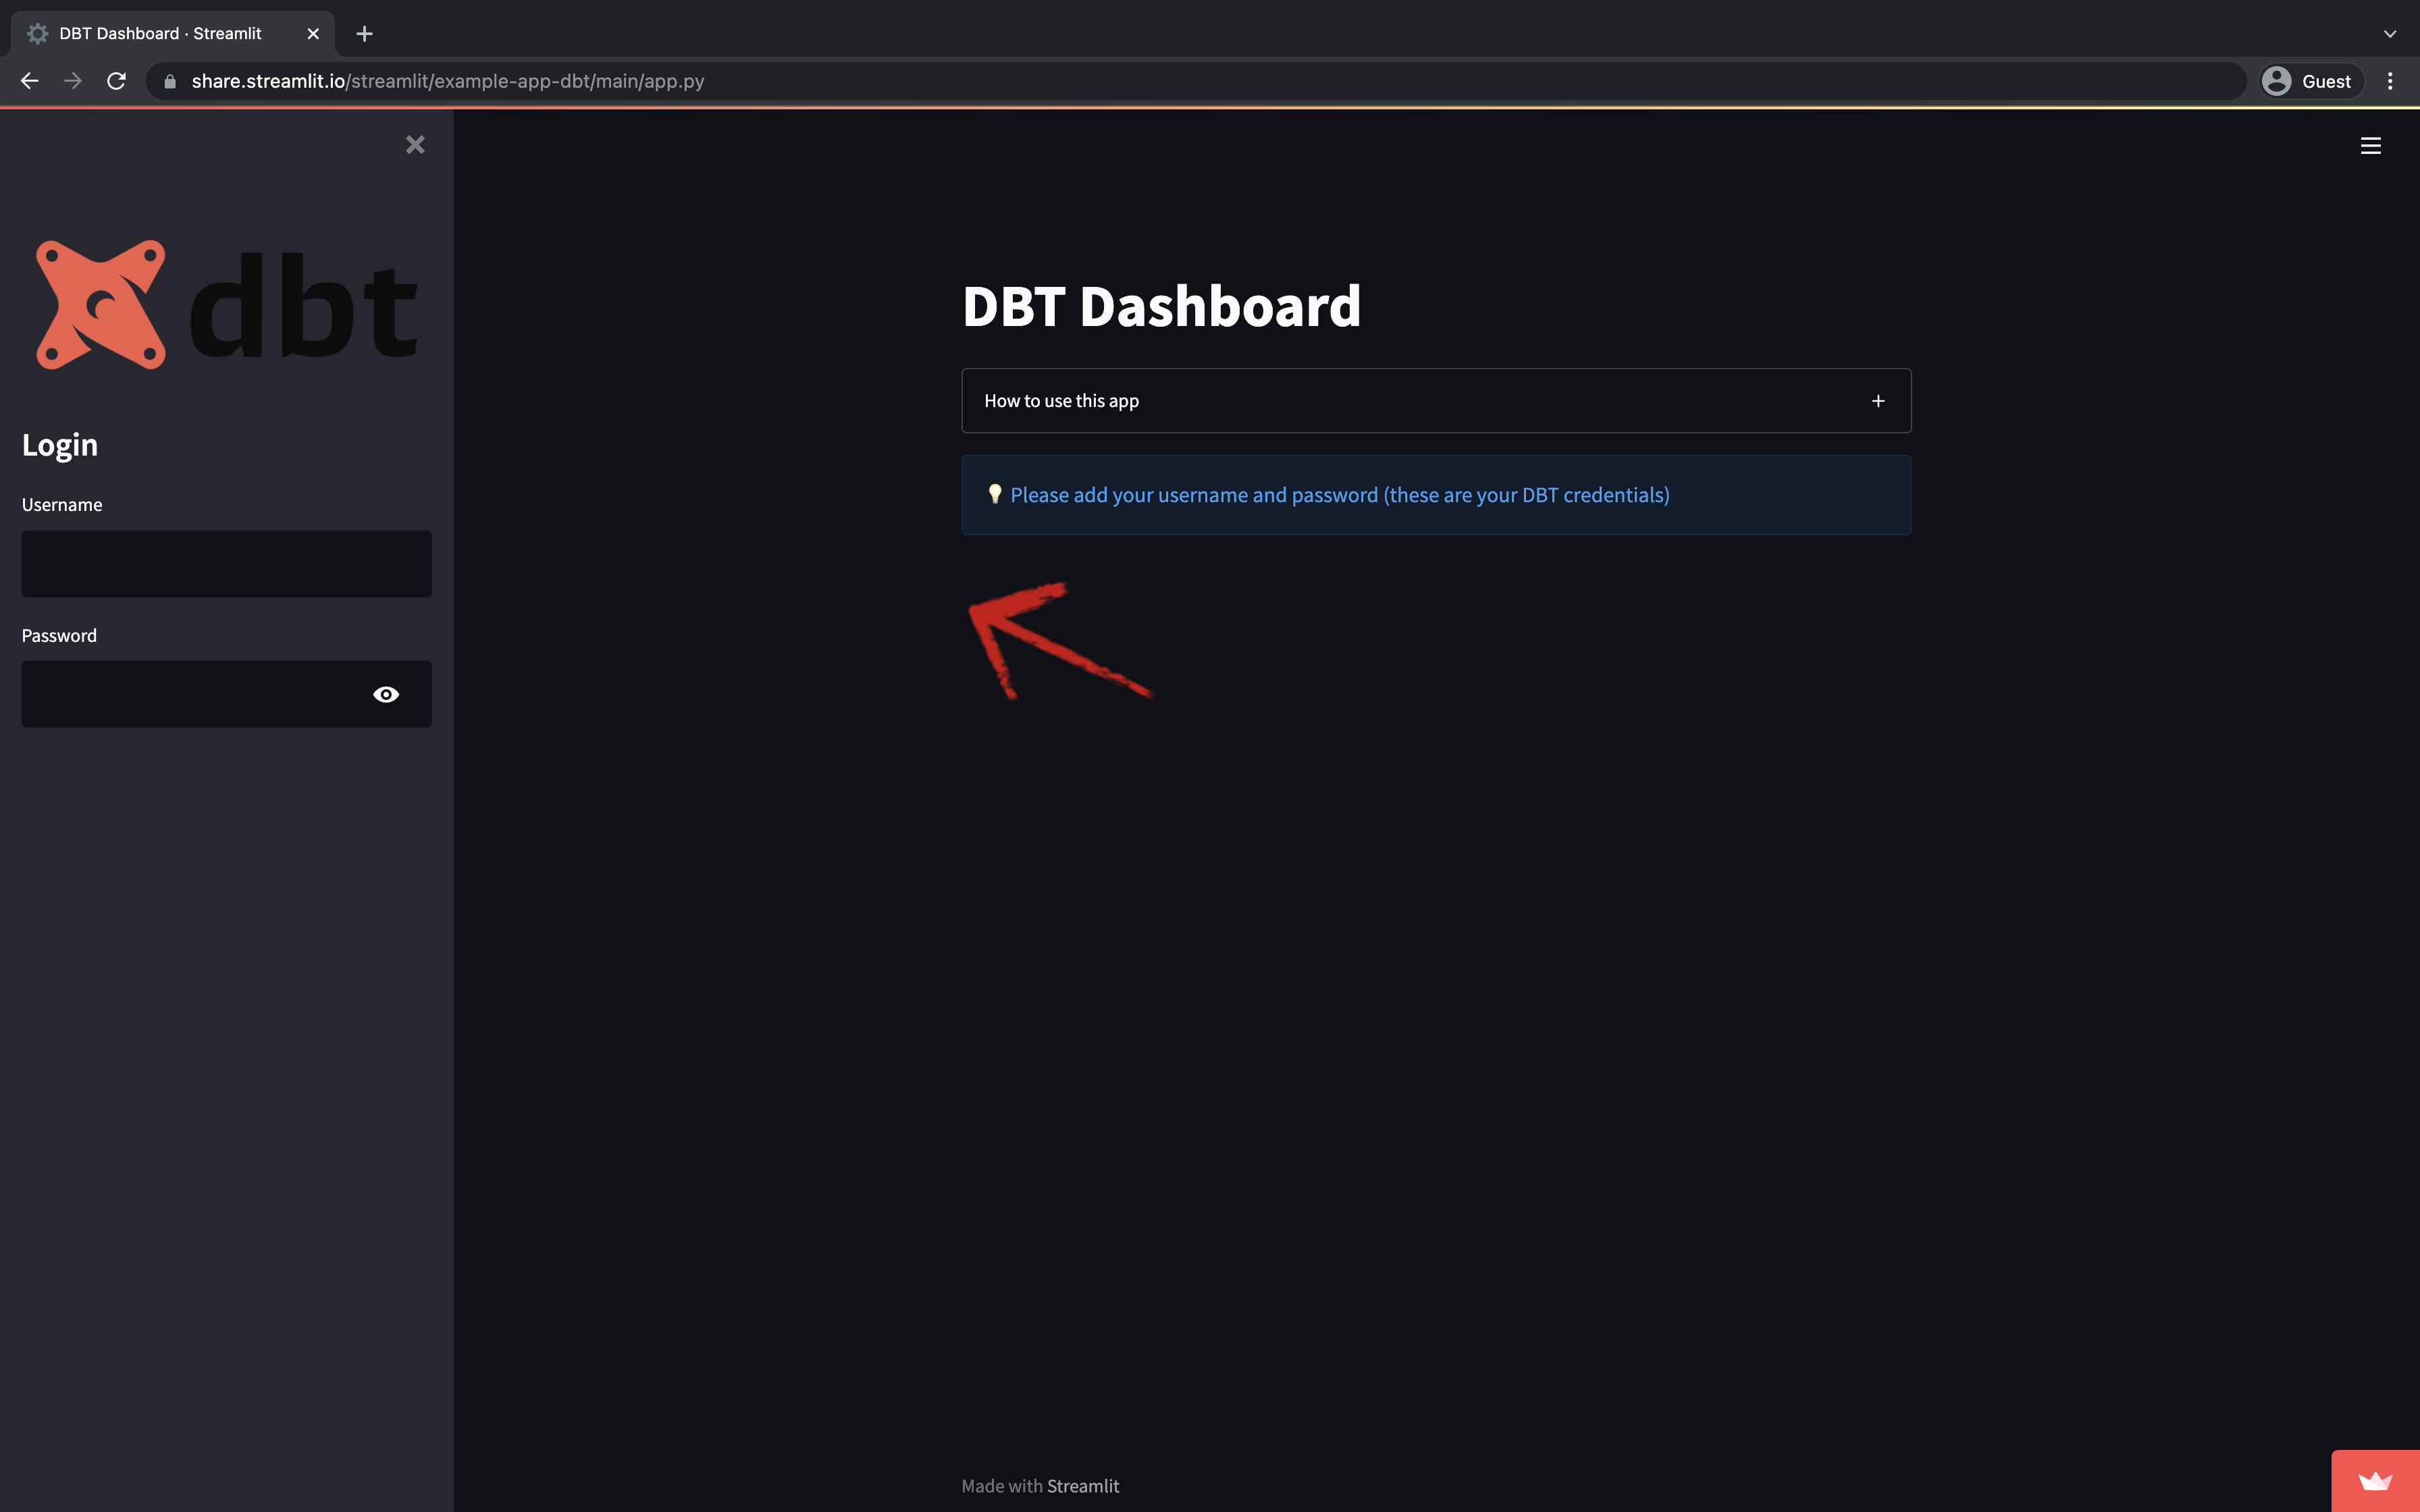 DBT Dashboard · Streamlit
share.streamlit.io/streamlit/example-app-dbt/main/app.py
Guest
dbt
Login
Username
Password
DBT Dashboard
How to use this app
Please add your username and password (these are your DBT credentials)
Made with Streamlit